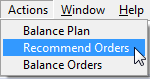 Actions Window Help
Balance Plan
Recommend Orders
Balance Orders